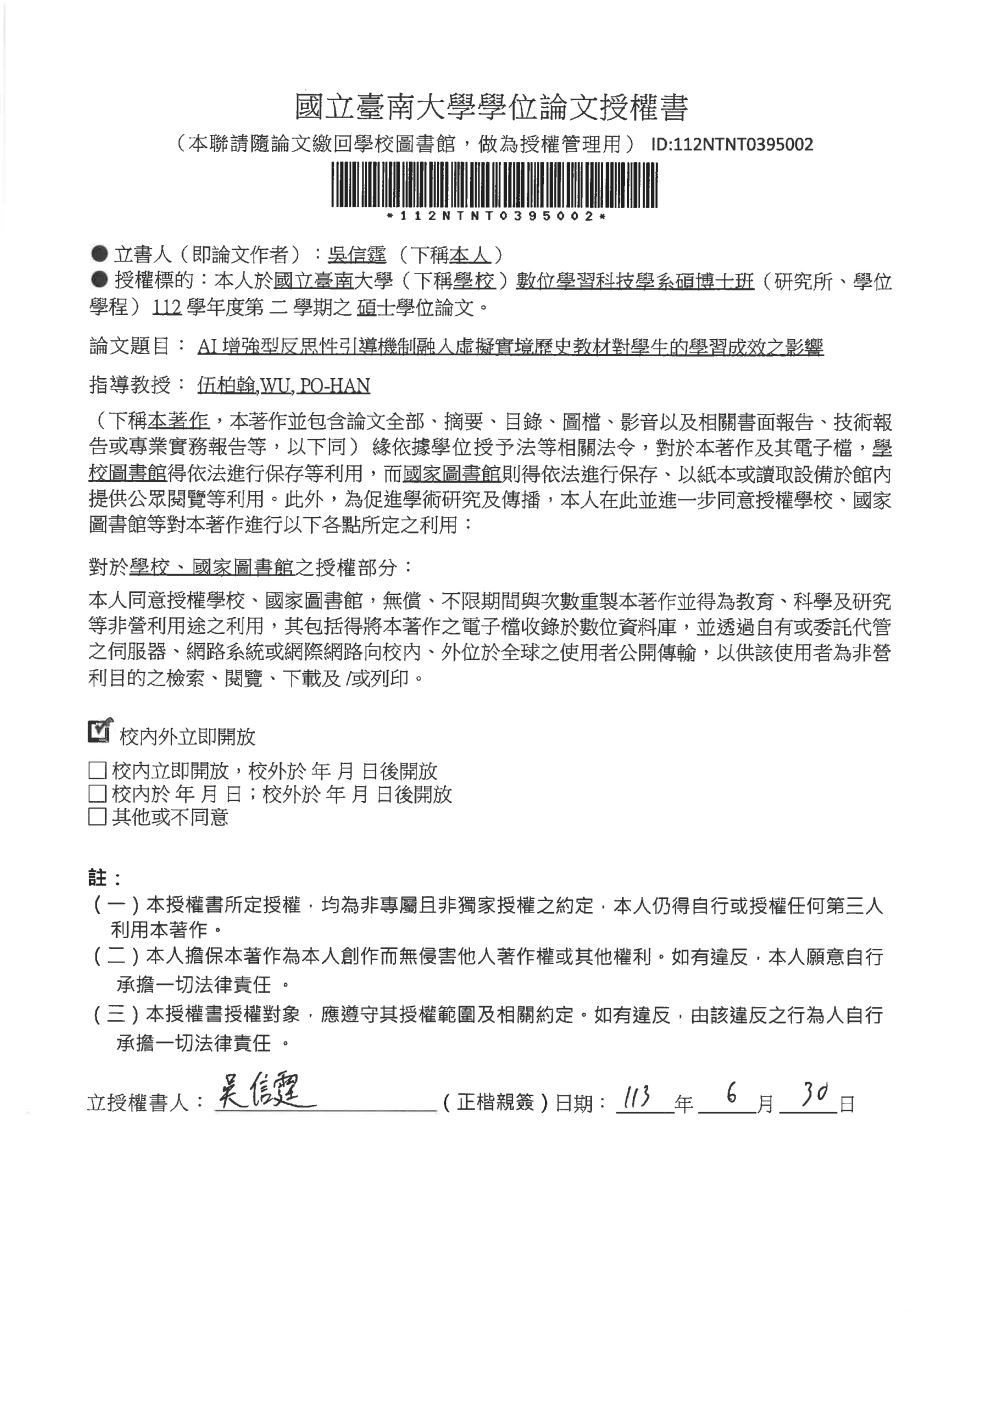 國立臺南大學學位論文授權書
（本聯請隨論文繳回學校圖書館，做為授權管理用） ID:112NTNT0395002
*112NTNT0395002*
● 立書人（即論文作者）：吳信霆 （下稱本人）
● 授權標的：本人於國立臺南大學（下稱學校）數位學習科技學系碩博士班（研究所、學位
學程） 112 學年度第 二 學期之 碩士學位論文。
論文題目： AI 增強型反思性引導機制融入虛擬實境歷史教材對學生的學習成效之影響
指導教授： 伍柏翰,WU, PO-HAN
（下稱本著作，本著作並包含論文全部、摘要、目錄、圖檔、影音以及相關書面報告、技術報
告或專業實務報告等，以下同） 緣依據學位授予法等相關法令，對於本著作及其電子檔，學
校圖書館得依法進行保存等利用，而國家圖書館則得依法進行保存、以紙本或讀取設備於館內
提供公眾閱覽等利用。此外，為促進學術研究及傳播，本人在此並進一步同意授權學校、國家
圖書館等對本著作進行以下各點所定之利用：
對於學校、國家圖書館之授權部分：
本人同意授權學校、國家圖書館，無償、不限期間與次數重製本著作並得為教育、科學及研究
等非營利用途之利用，其包括得將本著作之電子檔收錄於數位資料庫，並透過自有或委託代管
之伺服器、網路系統或網際網路向校內、外位於全球之使用者公開傳輸，以供該使用者為非營
利目的之檢索、閱覽、下載及 /或列印。
☑ 校內外立即開放
□ 校內立即開放，校外於 年 月 日後開放
□ 校內於 年 月 日；校外於 年 月 日後開放
□ 其他或不同意
註：
（一）本授權書所定授權，均為非專屬且非獨家授權之約定，本人仍得自行或授權任何第三人
利用本著作。
（二）本人擔保本著作為本人創作而無侵害他人著作權或其他權利。如有違反，本人願意自行
承擔一切法律責任 。
（三）本授權書授權對象，應遵守其授權範圍及相關約定。如有違反，由該違反之行為人自行
承擔一切法律責任 。
立授權書人： 吳信霆 （正楷親簽）日期： 113 年 6 月 30 日